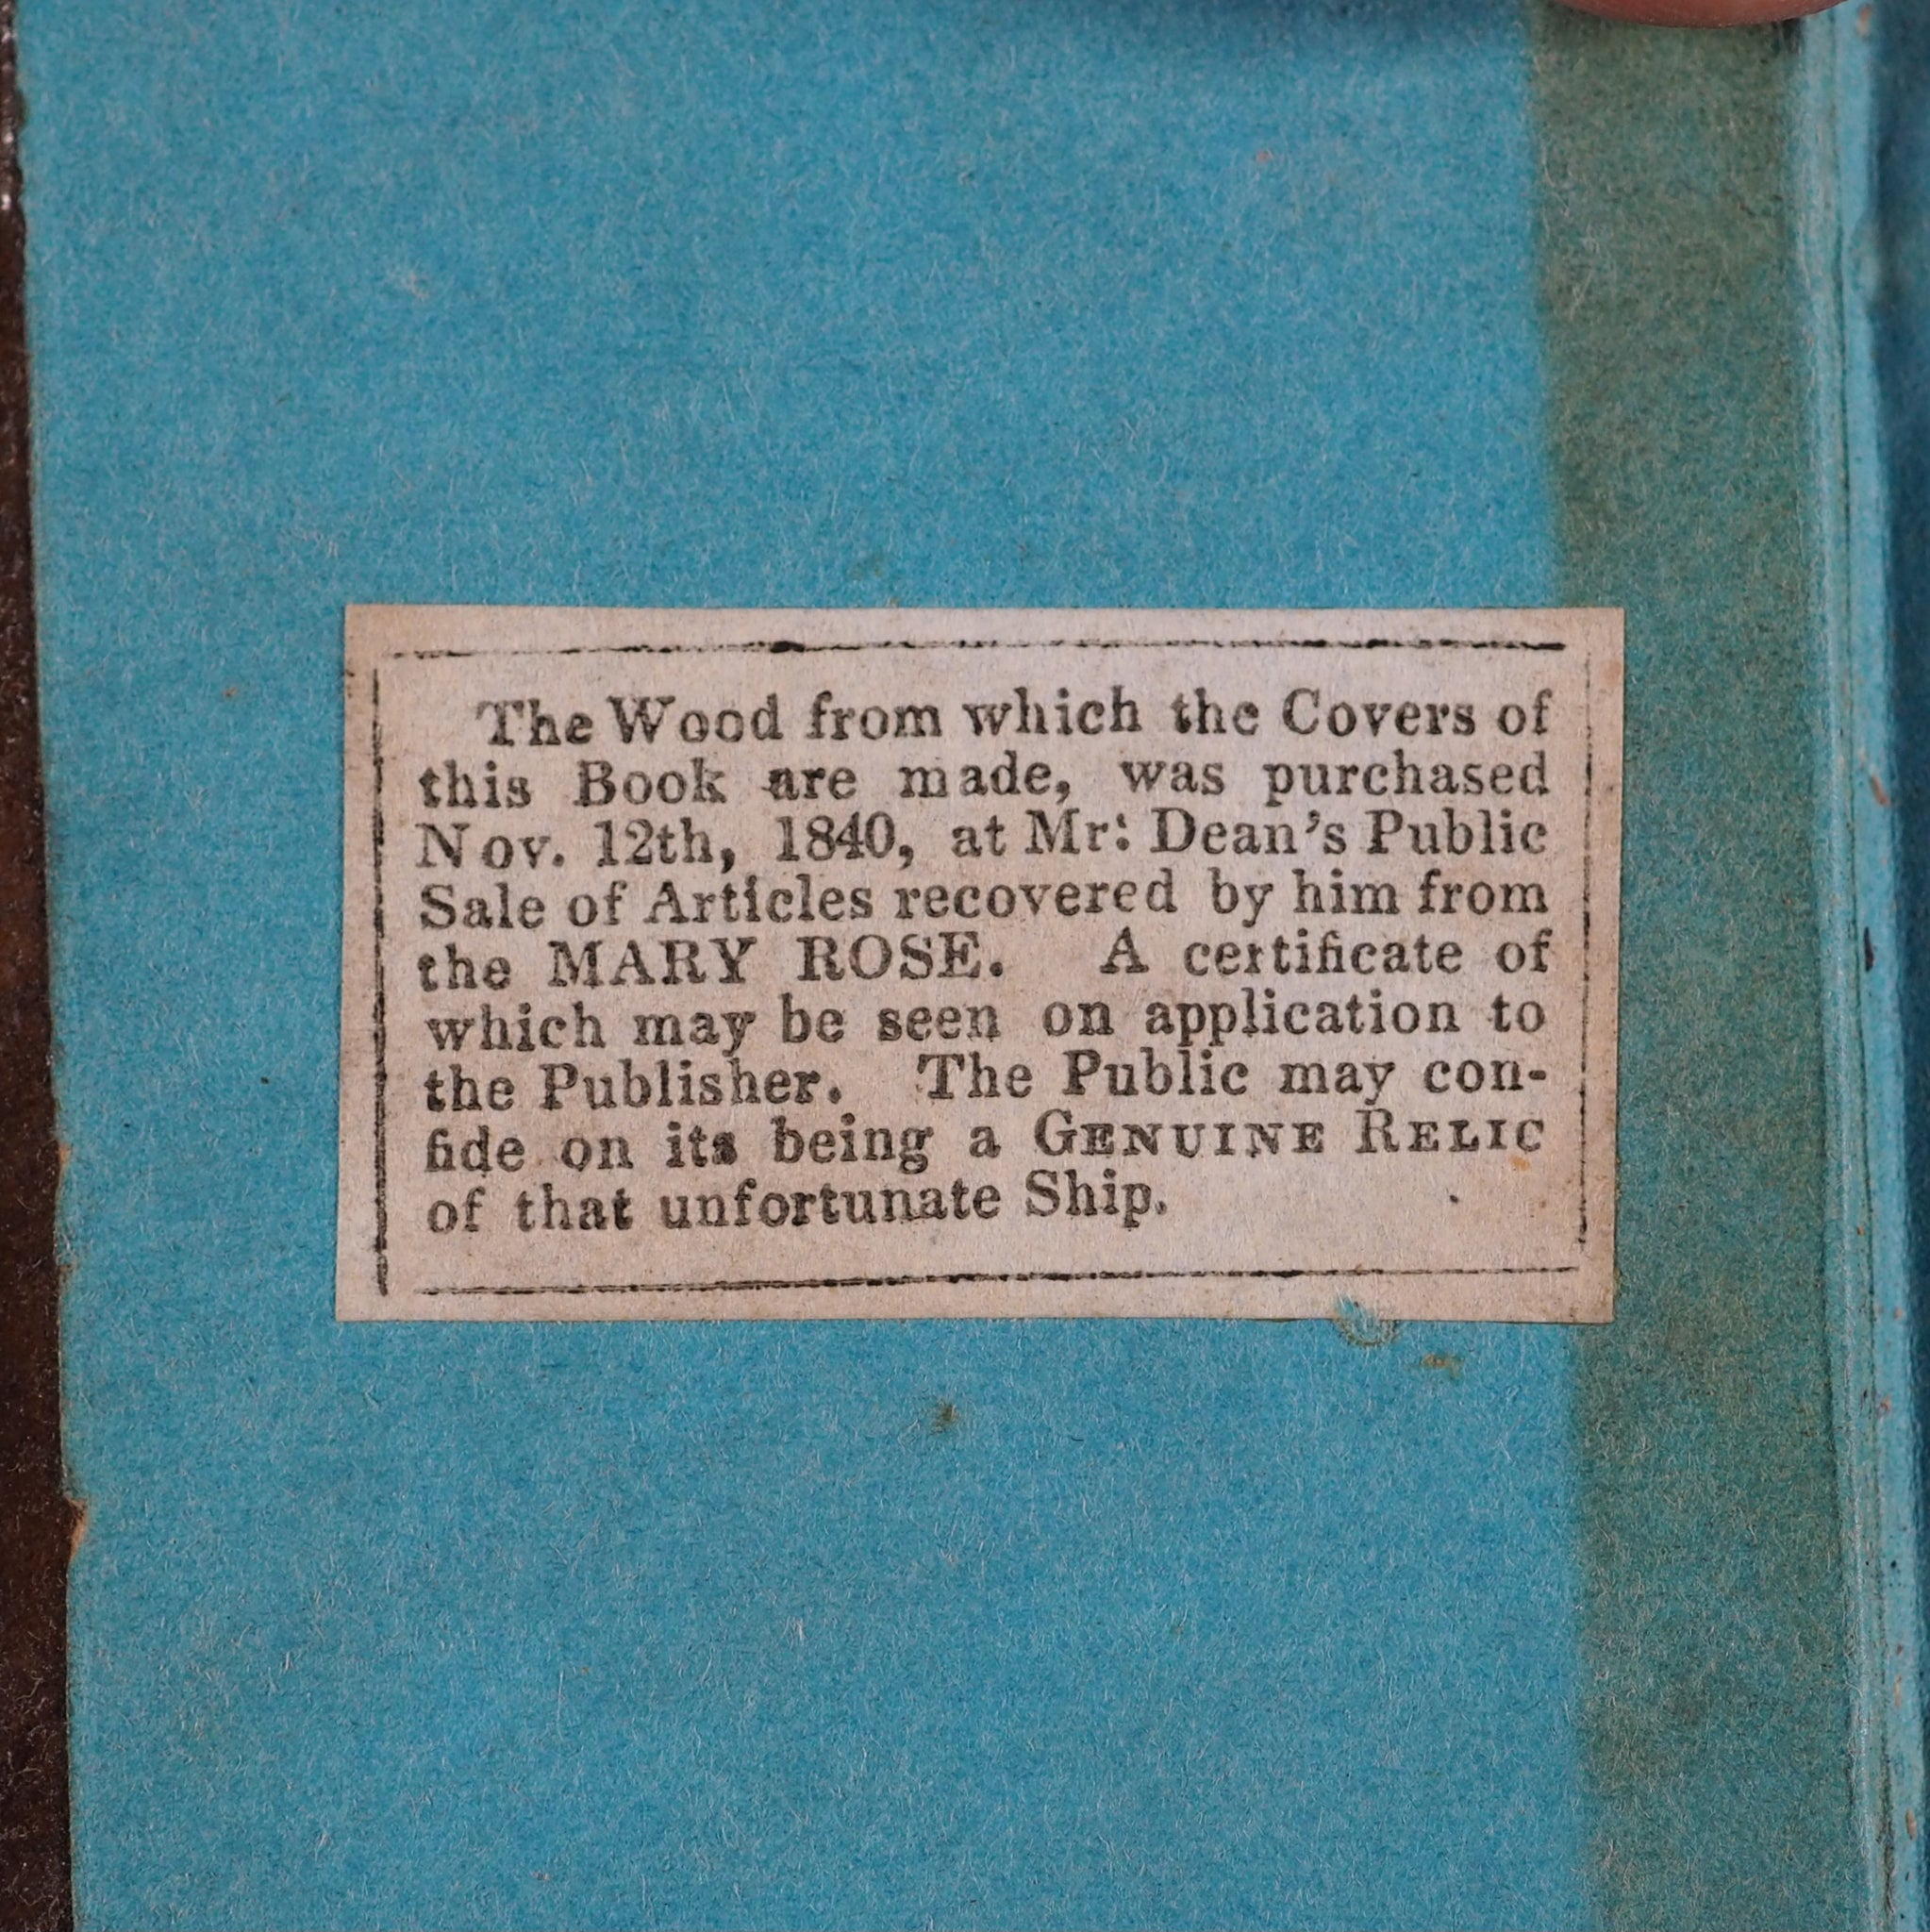 The Wood from which the Covers of
this Book are made, was purchased
Nov. 12th, 1840, at Mr: Dean's Public
Sale of Articles recovered by him from
the MARY ROSE. A certificate of
which may be seen on application to
the Publisher. The Public may con-
fide on its being a GENUINE RELIC
of that unfortunate Ship.